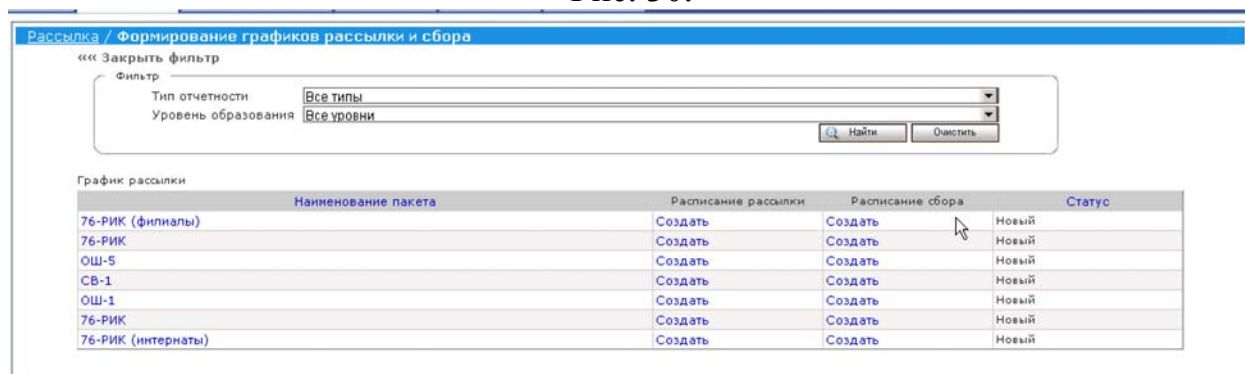 Рассылка / Формирование графиков рассылки и сбора
«« Закрыть фильтр
Фильтр
Тип отчетности Все типы
Уровень образования Все уровни
Найти Очистить
График рассылки
Наименование пакета Расписание рассылки Расписание сбора Статус
76-РИК (филиалы) Создать Создать Новый
76-РИК Создать Создать Новый
ОШ-5 Создать Создать Новый
СВ-1 Создать Создать Новый
ОШ-1 Создать Создать Новый
76-РИК Создать Создать Новый
76-РИК (интернаты) Создать Создать Новый